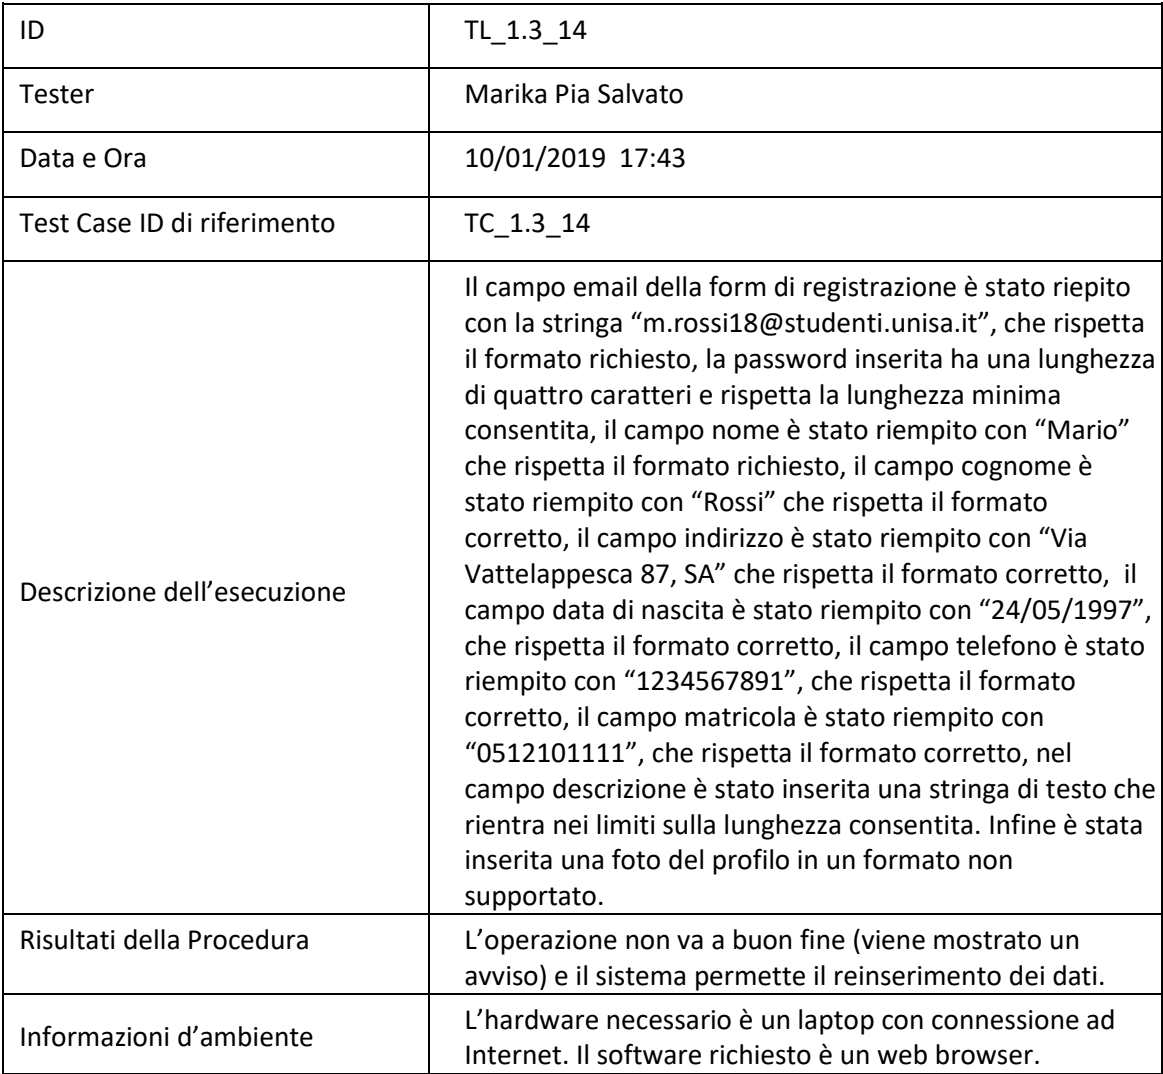 ID
TL_1.3_14
Tester
Marika Pia Salvato
Data e Ora
10/01/2019  17:43
Test Case ID di riferimento
TC_1.3_14
Descrizione dell’esecuzione
Il campo email della form di registrazione è stato riepito
con la stringa “m.rossi18@studenti.unisa.it”, che rispetta
il formato richiesto, la password inserita ha una lunghezza
di quattro caratteri e rispetta la lunghezza minima
consentita, il campo nome è stato riempito con “Mario”
che rispetta il formato richiesto, il campo cognome è
stato riempito con “Rossi” che rispetta il formato
corretto, il campo indirizzo è stato riempito con “Via
Vattelappesca 87, SA” che rispetta il formato corretto,  il
campo data di nascita è stato riempito con “24/05/1997”,
che rispetta il formato corretto, il campo telefono è stato
riempito con “1234567891”, che rispetta il formato
corretto, il campo matricola è stato riempito con
“0512101111”, che rispetta il formato corretto, nel
campo descrizione è stato inserita una stringa di testo che
rientra nei limiti sulla lunghezza consentita. Infine è stata
inserita una foto del profilo in un formato non
supportato.
Risultati della Procedura
L’operazione non va a buon fine (viene mostrato un
avviso) e il sistema permette il reinserimento dei dati.
Informazioni d’ambiente
L’hardware necessario è un laptop con connessione ad
Internet. Il software richiesto è un web browser.